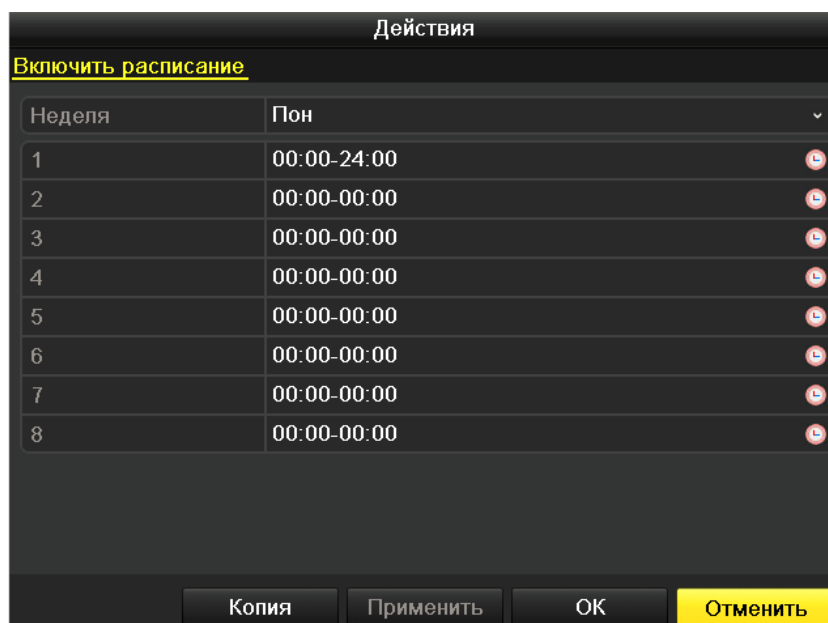 Действия
Включить расписание
Неделя Пон
1 00:00-24:00
2 00:00-00:00
3 00:00-00:00
4 00:00-00:00
5 00:00-00:00
6 00:00-00:00
7 00:00-00:00
8 00:00-00:00
Копия Применить OK Отменить